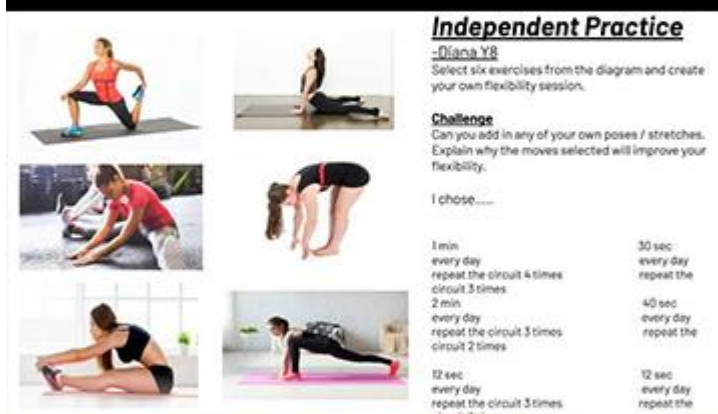 Independent Practice
-Diana Y8
Select six exercises from the diagram and create
your own flexibility session.
Challenge
Can you add in any of your own poses / stretches.
Explain why the moves selected will improve your
flexibility.
I chose.....
1 min 30 sec
every day every day
repeat the circuit 4 times repeat the
circuit 3 times
2 min 40 sec
every day every day
repeat the circuit 3 times repeat the
circuit 2 times
12 sec 12 sec
every day every day
repeat the circuit 3 times repeat the